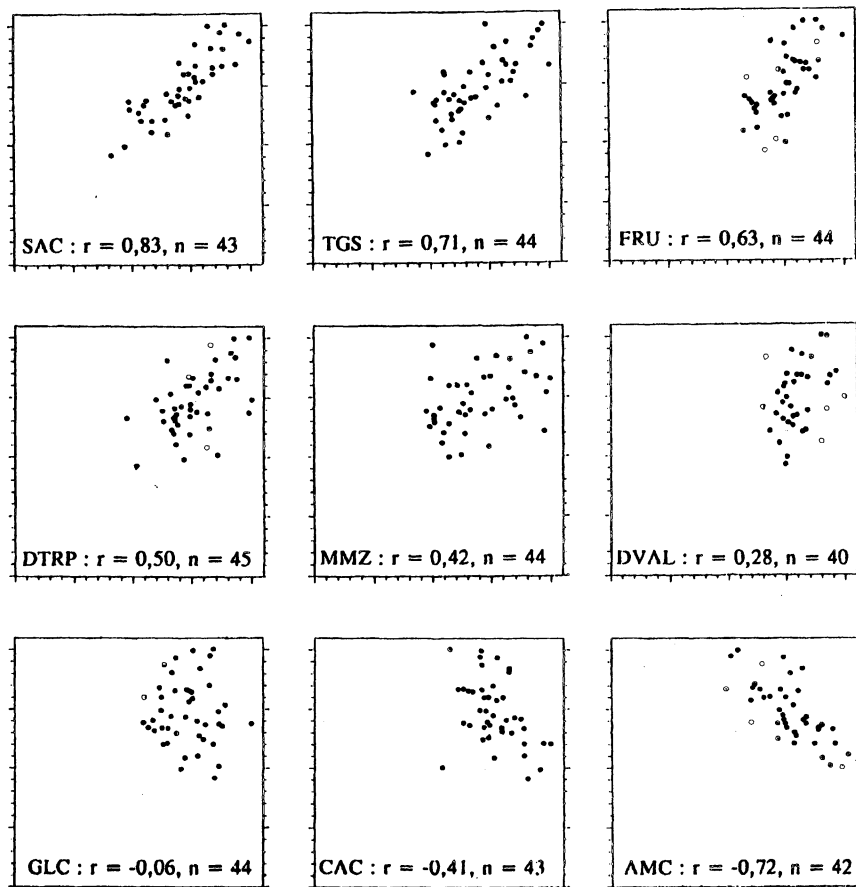 SAC : r = 0,83, n = 43
TGS : r = 0,71, n = 44
FRU : r = 0,63, n = 44
DTRP : r = 0,50, n = 45
MMZ : r = 0,42, n = 44
DVAL : r = 0,28, n = 40
GLC : r = -0,06, n = 44
CAC : r = -0,41, n = 43
AMC : r = -0,72, n = 42